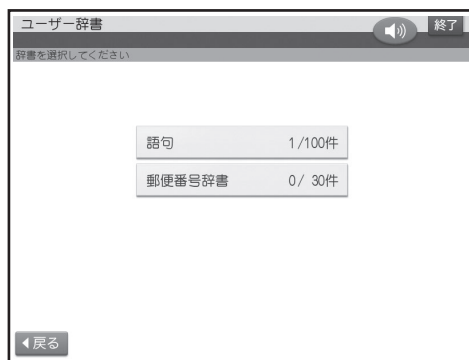 ユーザー辞書
終了
辞書を選択してください
語句 1/100件
郵便番号辞書 0/ 30件
戻る